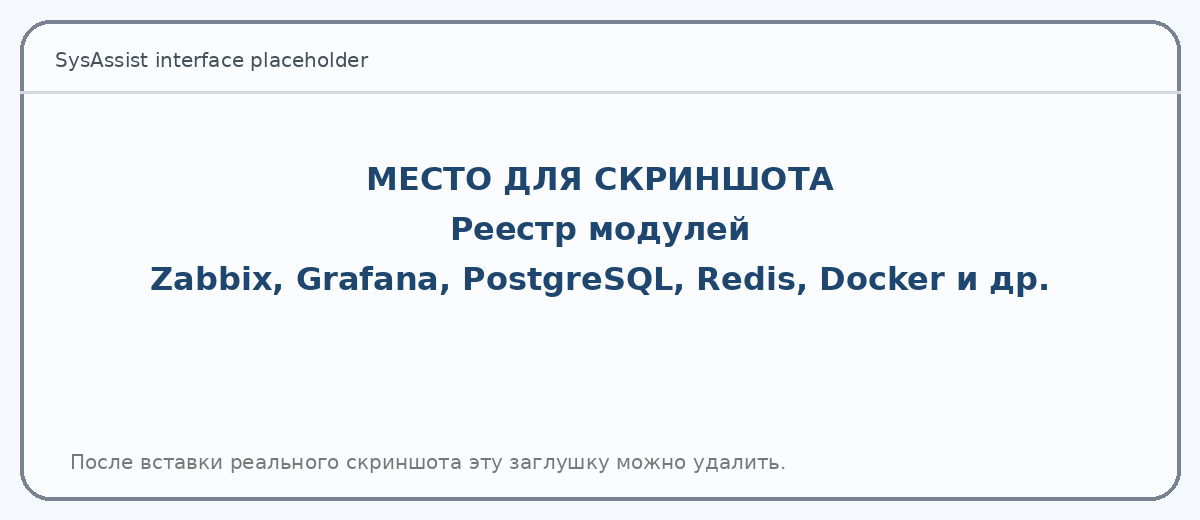 SysAssist interface placeholder
МЕСТО ДЛЯ СКРИНШОТА
Реестр модулей
Zabbix, Grafana, PostgreSQL, Redis, Docker и др.
После вставки реального скриншота эту заглушку можно удалить.